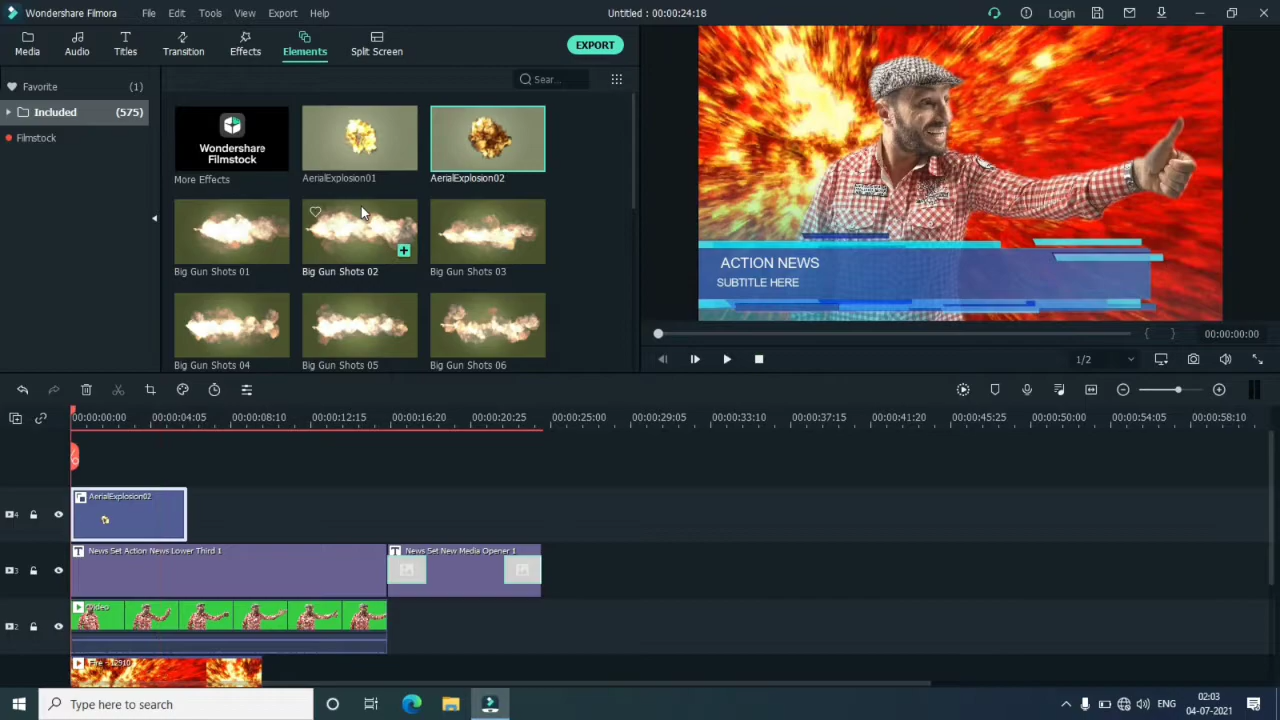 Wondershare Filmora
File
Edit
Tools
View
Export
Help
Untitled : 00:00:24:18
Login
Media
Audio
Titles
Transition
Effects
Elements
Split Screen
EXPORT
Favorite (1)
Included (575)
Filmstock
Sear...
Wondershare
Filmstock
More Effects
AerialExplosion01
AerialExplosion02
Big Gun Shots 01
Big Gun Shots 02
Big Gun Shots 03
Big Gun Shots 04
Big Gun Shots 05
Big Gun Shots 06
ACTION NEWS
SUBTITLE HERE
00:00:00:00
1/2
00:00:00:00
00:00:04:05
00:00:08:10
00:00:12:15
00:00:16:20
00:00:20:25
00:00:25:00
00:00:29:05
00:00:33:10
00:00:37:15
00:00:41:20
00:00:45:25
00:00:50:00
00:00:54:05
00:00:58:10
4
AerialExplosion02
3
News Set Action News Lower Third 1
News Set New Media Opener 1
2
Fire - 12910
Type here to search
ENG
02:03
04-07-2021